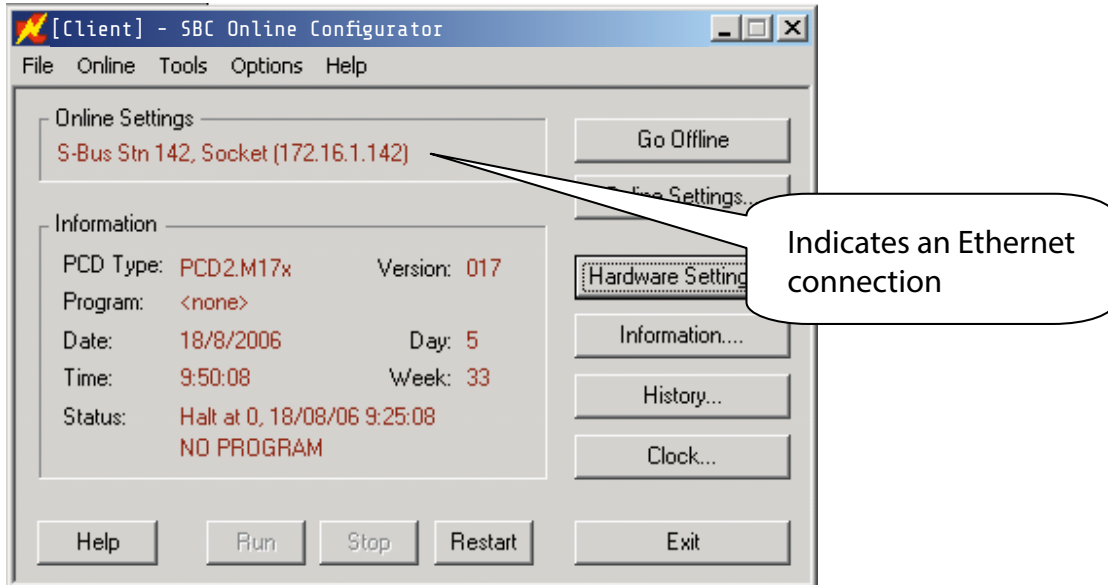 [Client] - SBC Online Configurator
File Online Tools Options Help
Online Settings
S-Bus Stn 142, Socket (172.16.1.142)
Go Offline
Settings..
Indicates an Ethernet
connection
Information
PCD Type: PCD2.M17x Version: 017
Hardware Setting
Program: <none>
Date: 18/8/2006 Day: 5
Information....
Time: 9:50:08 Week: 33
History...
Status: Halt at 0, 18/08/06 9:25:08
NO PROGRAM
Clock...
Help Run Stop Restart Exit